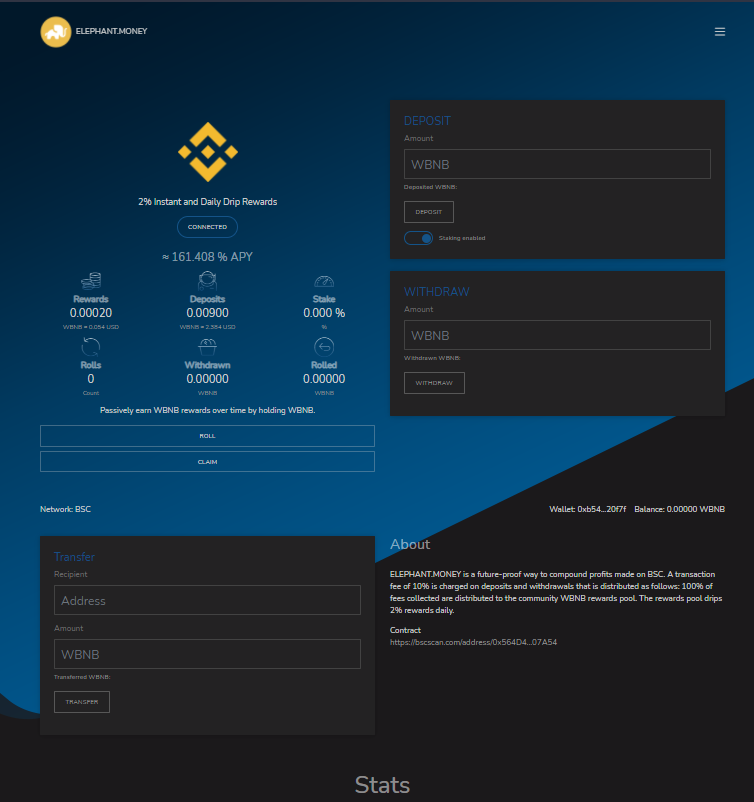 ELEPHANT.MONEY
2% Instant and Daily Drip Rewards
CONNECTED
≈ 161.408 % APY
Rewards
0.00020
WBNB ≈ 0.054 USD
Deposits
0.00900
WBNB ≈ 2.384 USD
Stake
0.000 %
%
Rolls
0
Count
Withdrawn
0.00000
WBNB
Rolled
0.00000
WBNB
Passively earn WBNB rewards over time by holding WBNB.
ROLL
CLAIM
DEPOSIT
Amount
WBNB
Deposited WBNB:
DEPOSIT
Staking enabled
WITHDRAW
Amount
WBNB
Withdrawn WBNB:
WITHDRAW
Network: BSC
Wallet: 0xb54...20f7f Balance: 0.00000 WBNB
Transfer
Recipient
Address
Amount
WBNB
Transferred WBNB:
TRANSFER
About
ELEPHANT.MONEY is a future-proof way to compound profits made on BSC. A transaction
fee of 10% is charged on deposits and withdrawals that is distributed as follows: 100% of
fees collected are distributed to the community WBNB rewards pool. The rewards pool drips
2% rewards daily.
Contract
https://bscscan.com/address/0x564D4...07A54
Stats